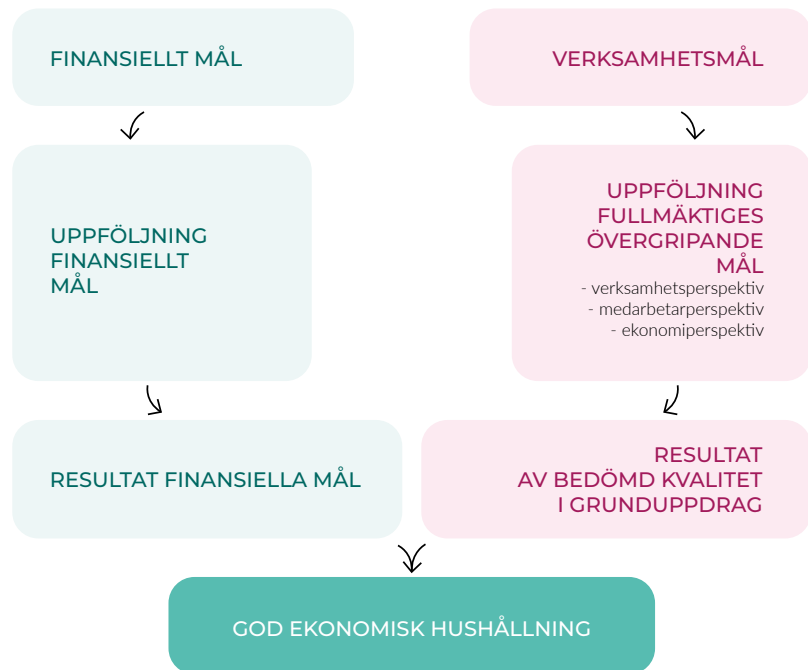 FINANSIELLT MÅL
VERKSAMHETSMÅL
UPPFÖLJNING
FINANSIELLT
MÅL
UPPFÖLJNING
FULLMÄKTIGES
ÖVERGRIPANDE
MÅL
- verksamhetsperspektiv
- medarbetarperspektiv
- ekonomiperspektiv
RESULTAT FINANSIELLA MÅL
RESULTAT
AV BEDÖMD KVALITET
I GRUNDUPPDRAG
GOD EKONOMISK HUSHÅLLNING